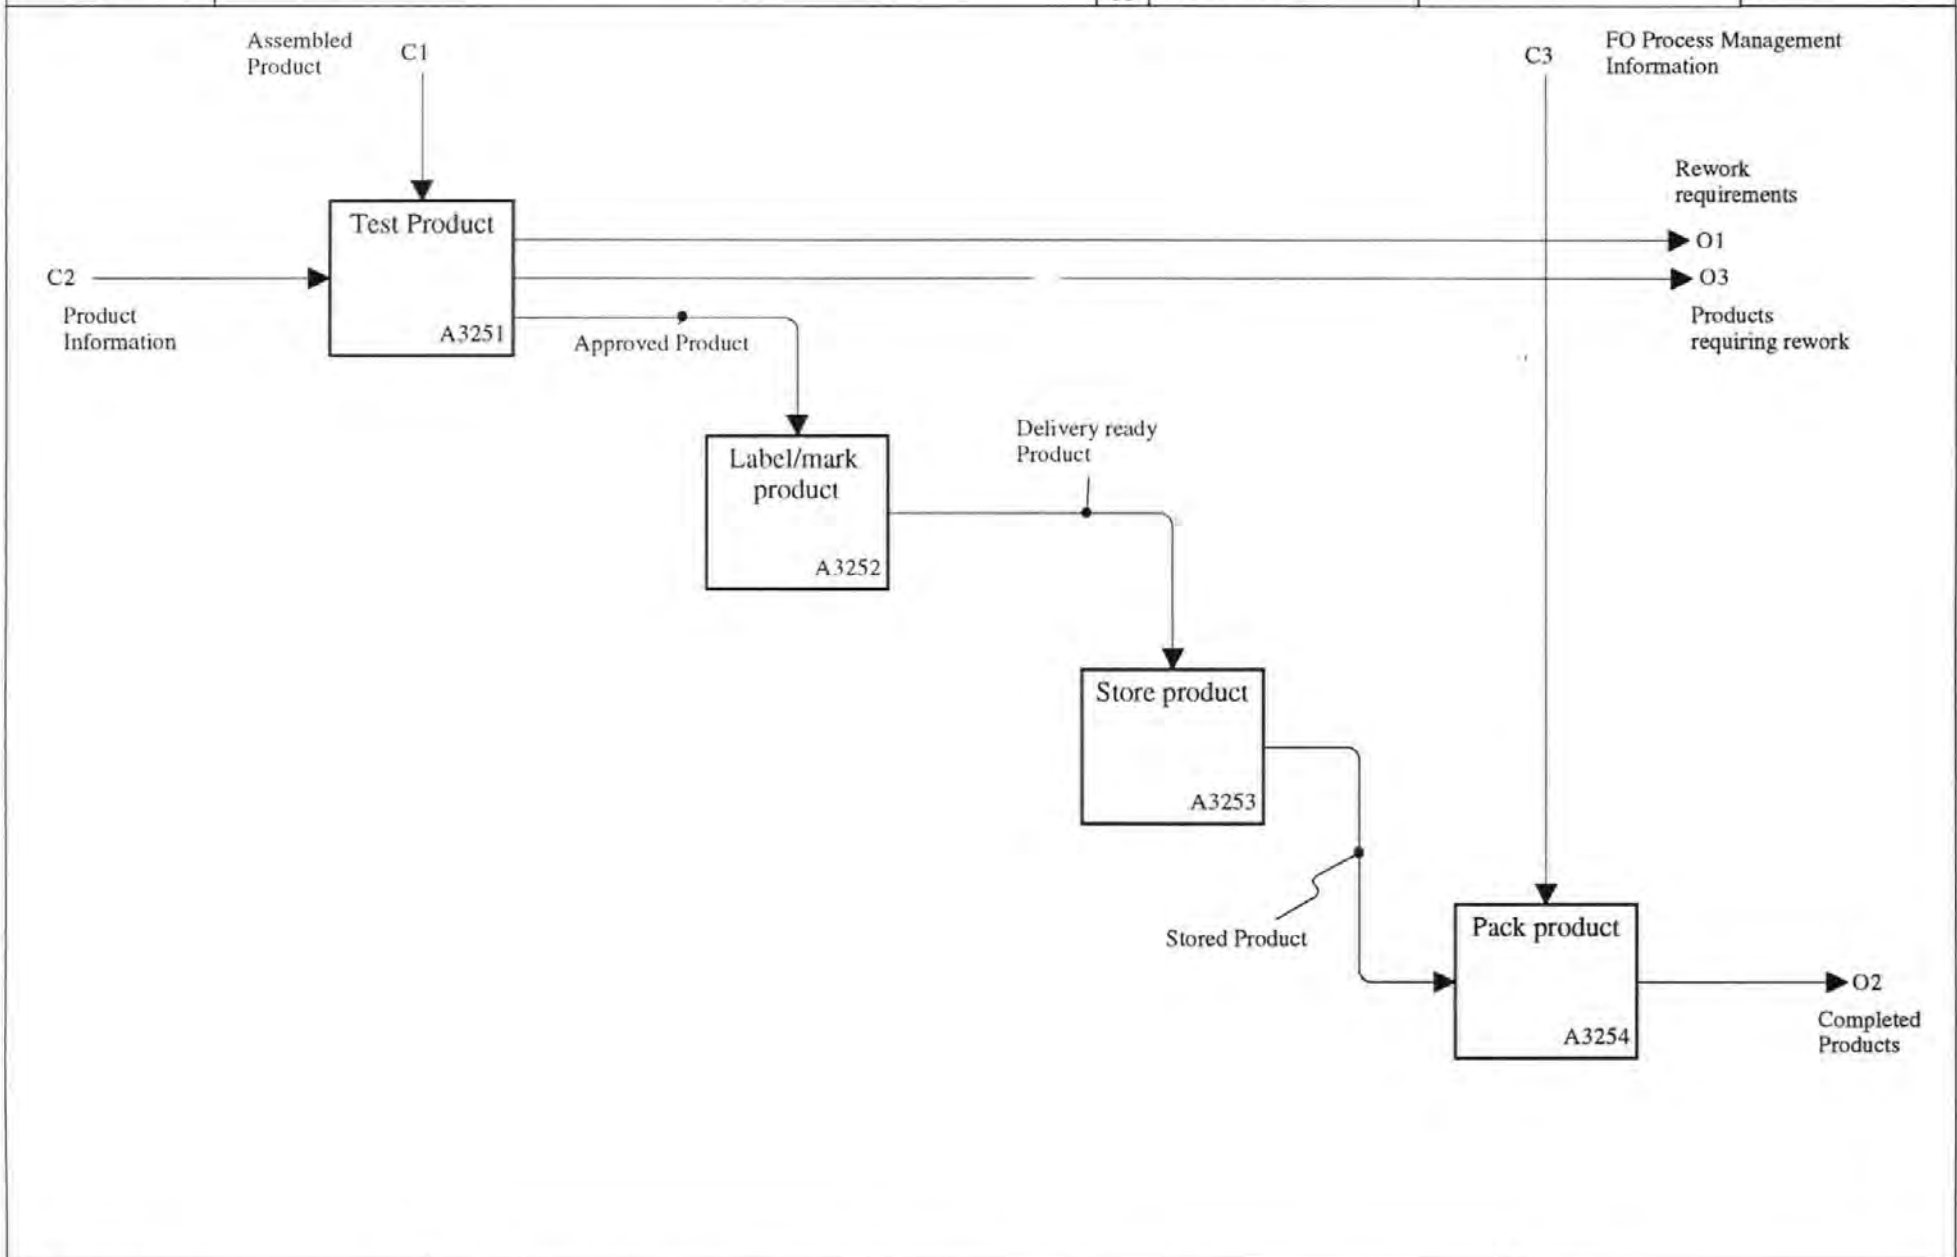 Assembled
Product
C1
C3
FO Process Management
Information
Rework
requirements
Test Product
O1
C2
O3
Product
Information
A3251
Approved Product
Products
requiring rework
Delivery ready
Product
Label/mark
product
A3252
Store product
A3253
Stored Product
Pack product
O2
A3254
Completed
Products